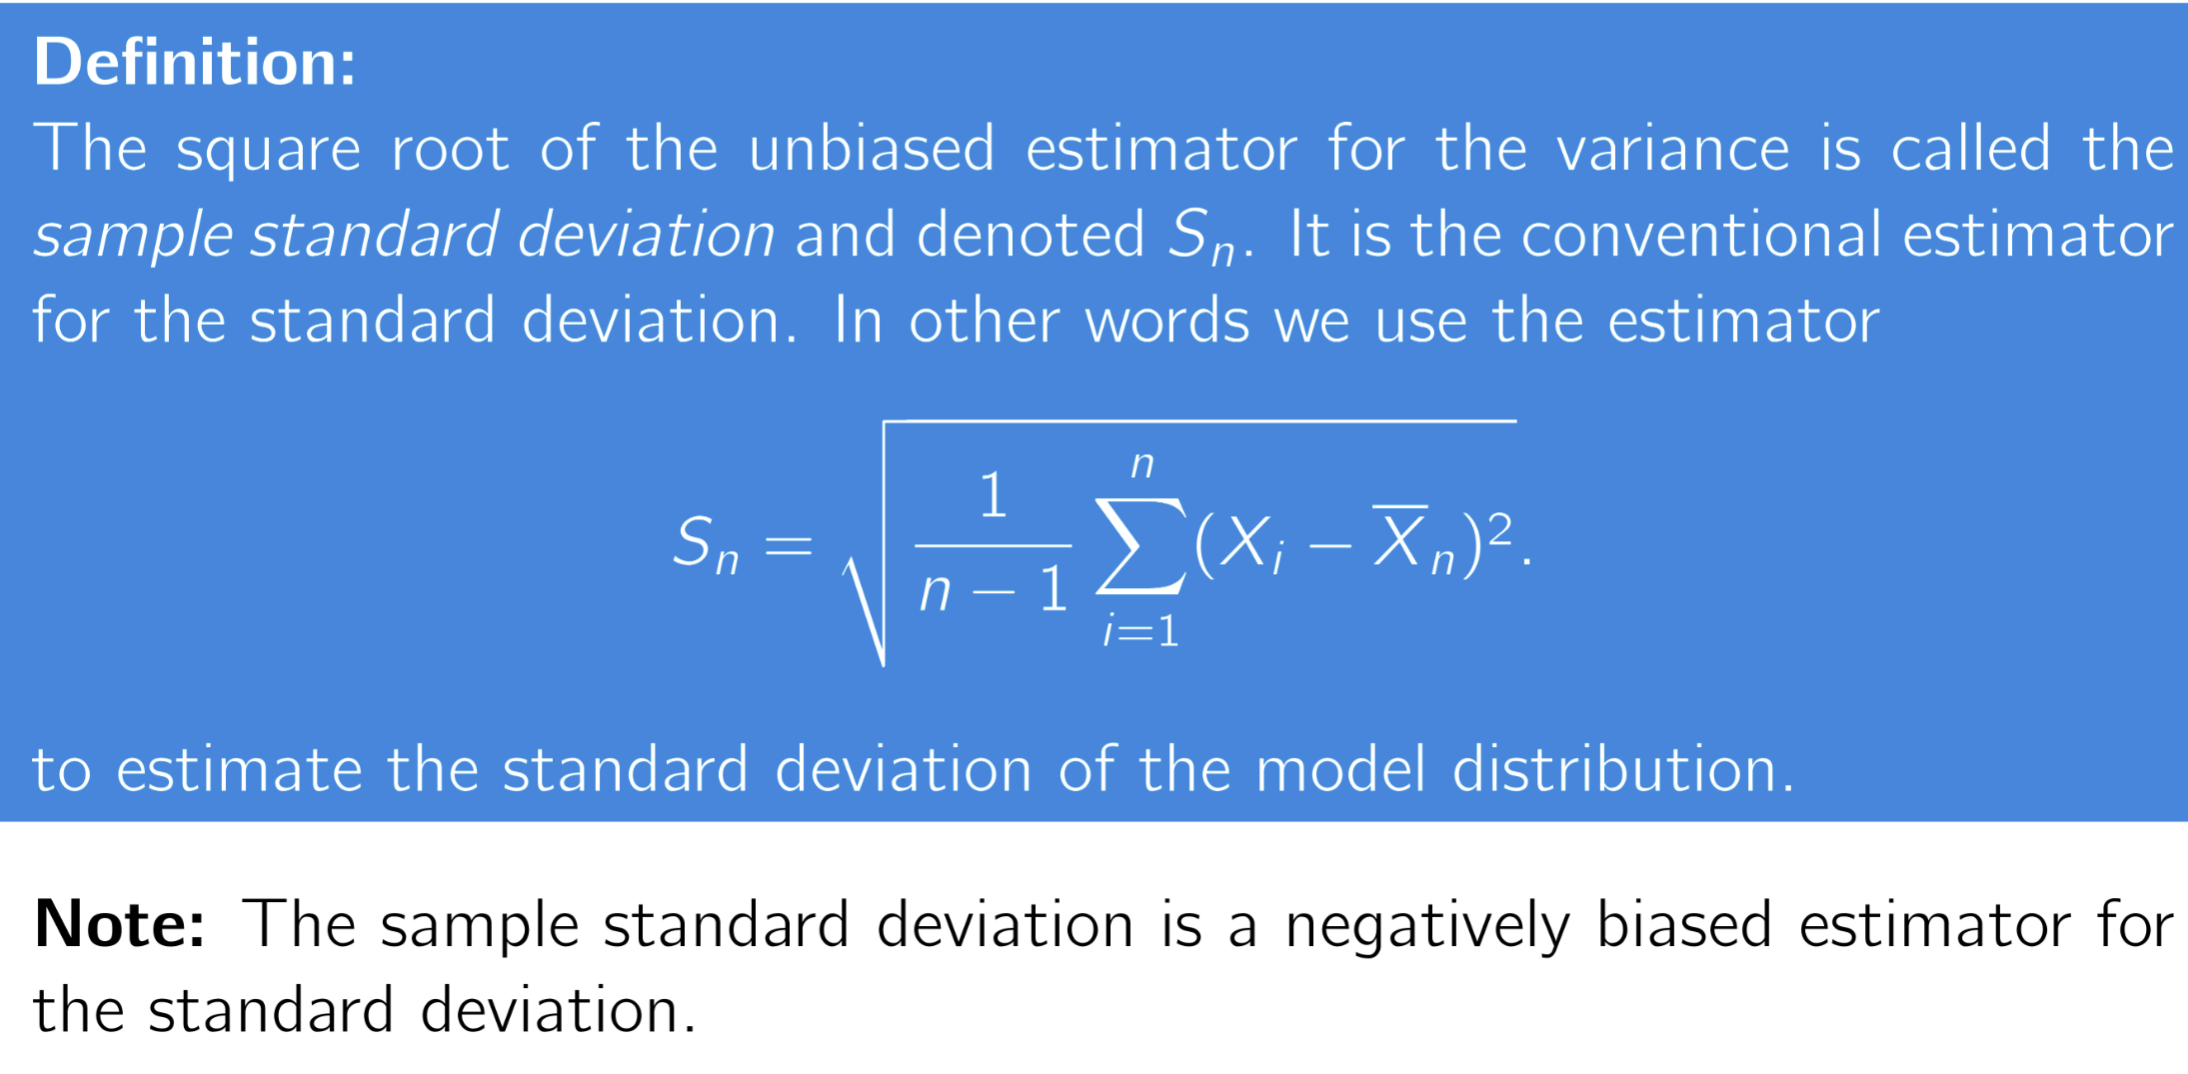 Definition:
The square root of the unbiased estimator for the variance is called the
sample standard deviation and denoted Sₙ. It is the conventional estimator
for the standard deviation. In other words we use the estimator
$S_n = \sqrt{\frac{1}{n-1} \sum_{i=1}^{n} (X_i - \overline{X}_n)^2}.$
to estimate the standard deviation of the model distribution.
Note: The sample standard deviation is a negatively biased estimator for
the standard deviation.